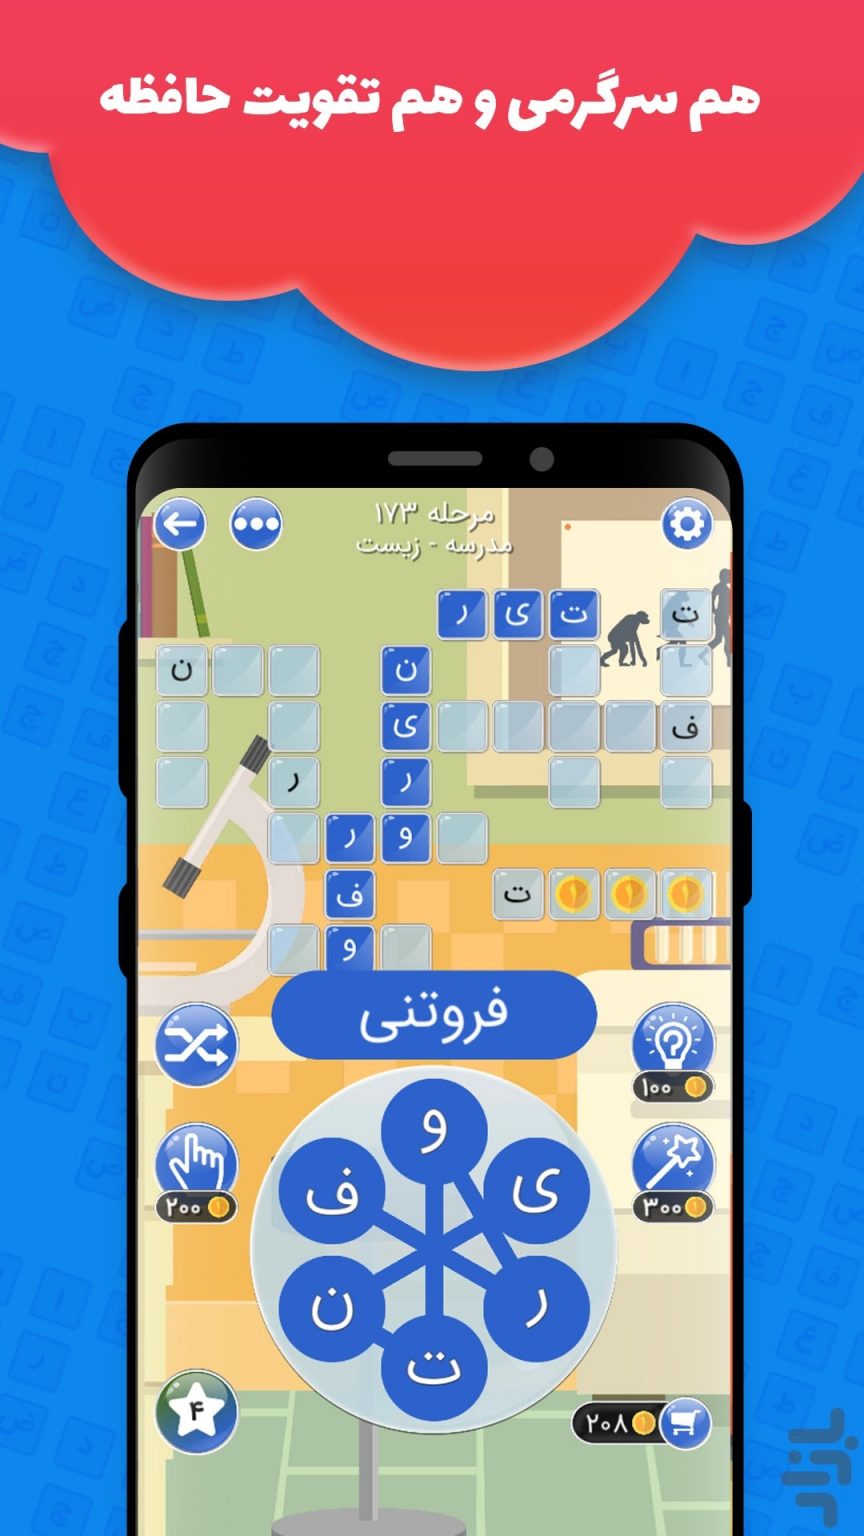 هم سرگرمی و هم تقویت حافظه
مرحله ۱۷۳
مدرسه - زیست
ت ت ی ر
ن ن
ف ی
ر ر
و ر
ت ف
و
فروتنی
و
ی ف
ر ن
ت
۱۰۰
۲۰۰
۳۰۰
۴
۲۰۸
بازار